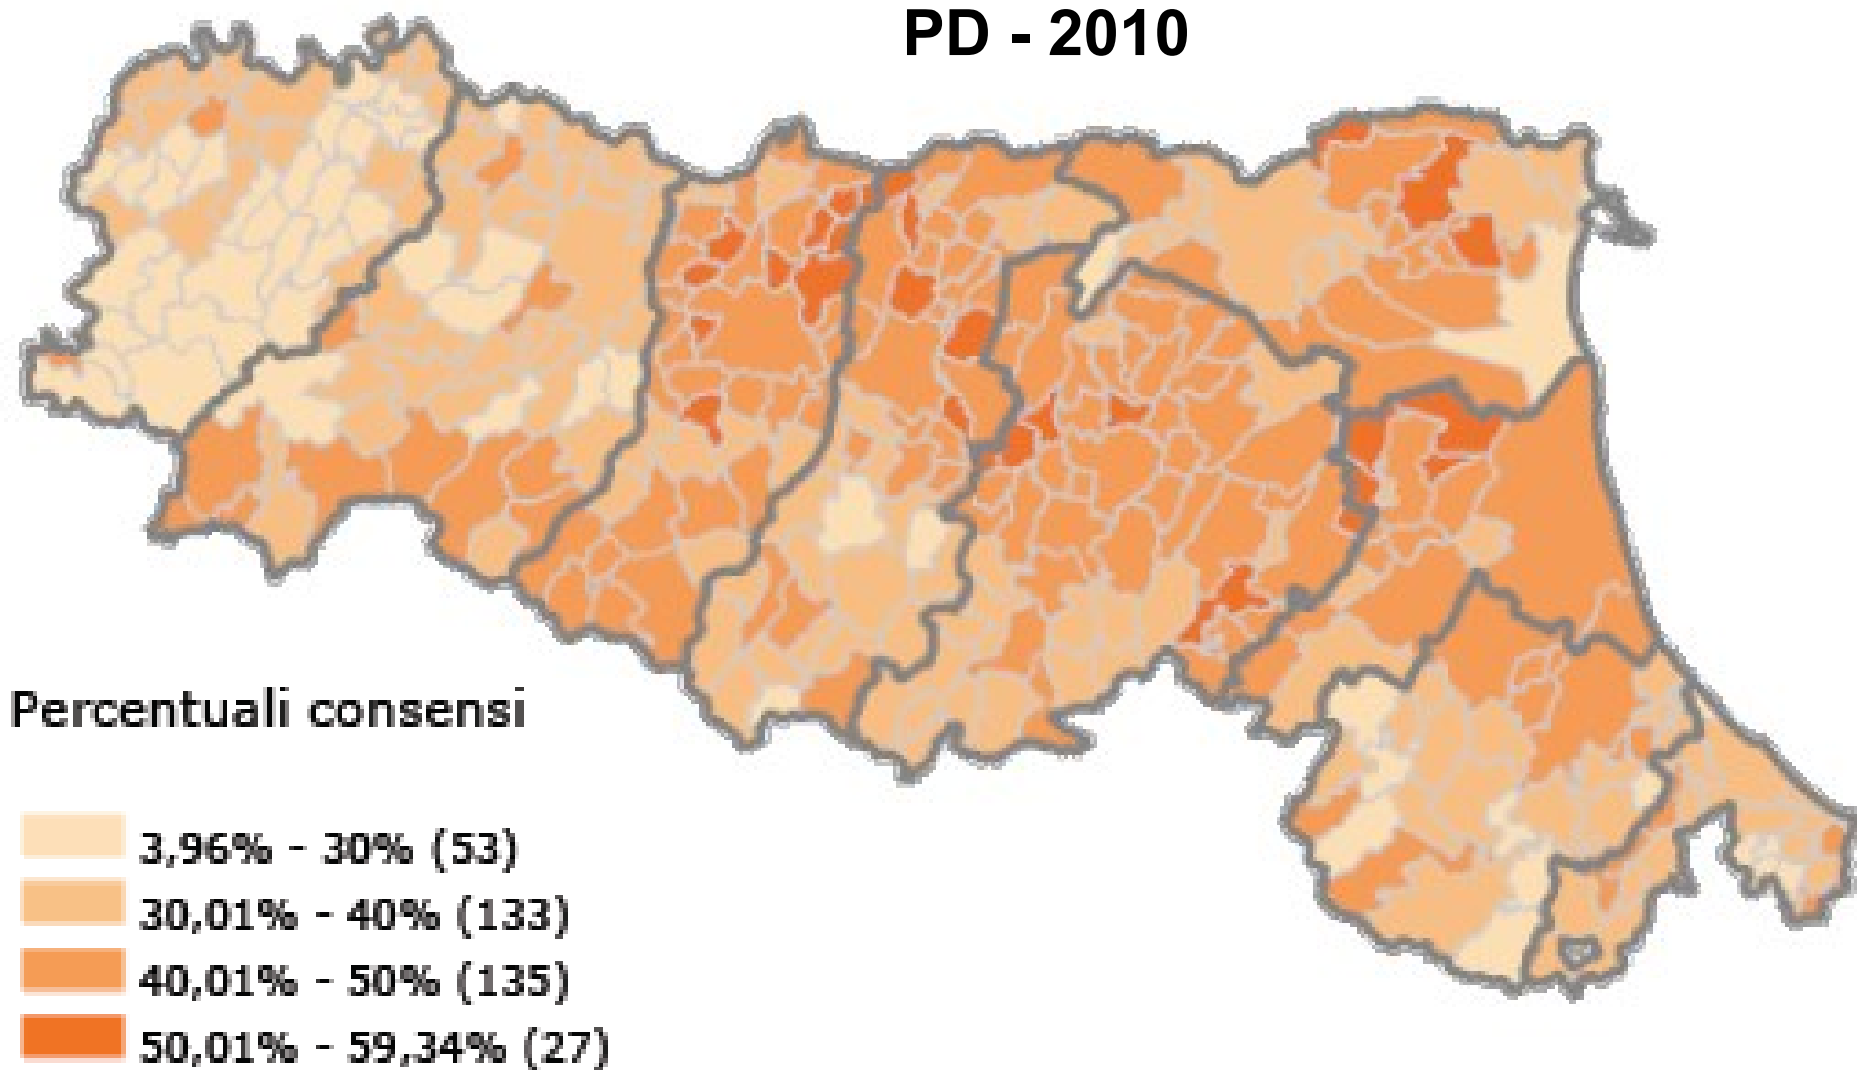 PD - 2010
Percentuali consensi
3,96% - 30% (53)
30,01% - 40% (133)
40,01% - 50% (135)
50,01% - 59,34% (27)